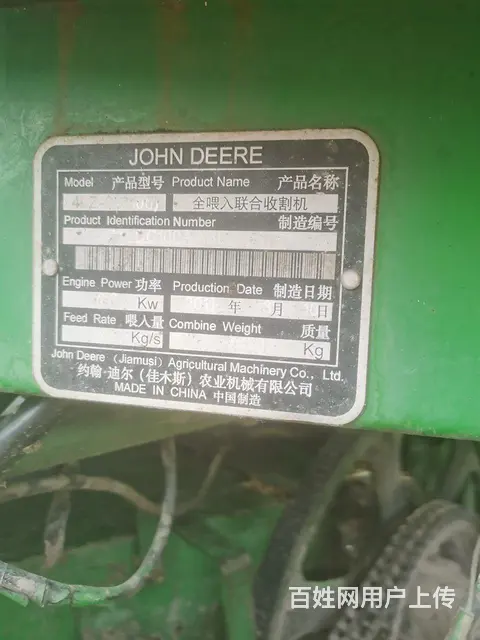 JOHN DEERE
Model 产品型号 Product Name 产品名称
全喂入联合收割机
Product Identification Number 制造编号
Engine Power 功率 Production Date 制造日期
Kw 年 月 日
Feed Rate 喂入量 Combine Weight 质量
Kg/s Kg
John Deere (Jiamusi) Agricultural Machinery Co., Ltd.
约翰·迪尔(佳木斯)农业机械有限公司
MADE IN CHINA 中国制造
百姓网用户上传